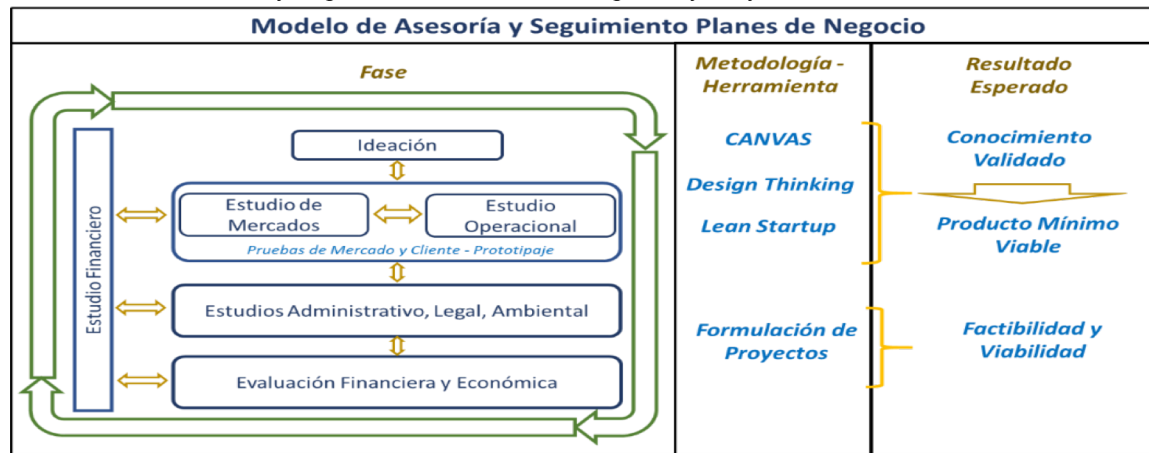 Modelo de Asesoría y Seguimiento Planes de Negocio
Fase
Metodología -
Herramienta
Resultado
Esperado
Estudio Financiero
Ideación
Estudio de
Mercados
Estudio
Operacional
Pruebas de Mercado y Cliente - Prototipaje
Estudios Administrativo, Legal, Ambiental
Evaluación Financiera y Económica
CANVAS
Design Thinking
Lean Startup
Formulación de
Proyectos
Conocimiento
Validado
Producto Mínimo
Viable
Factibilidad y
Viabilidad